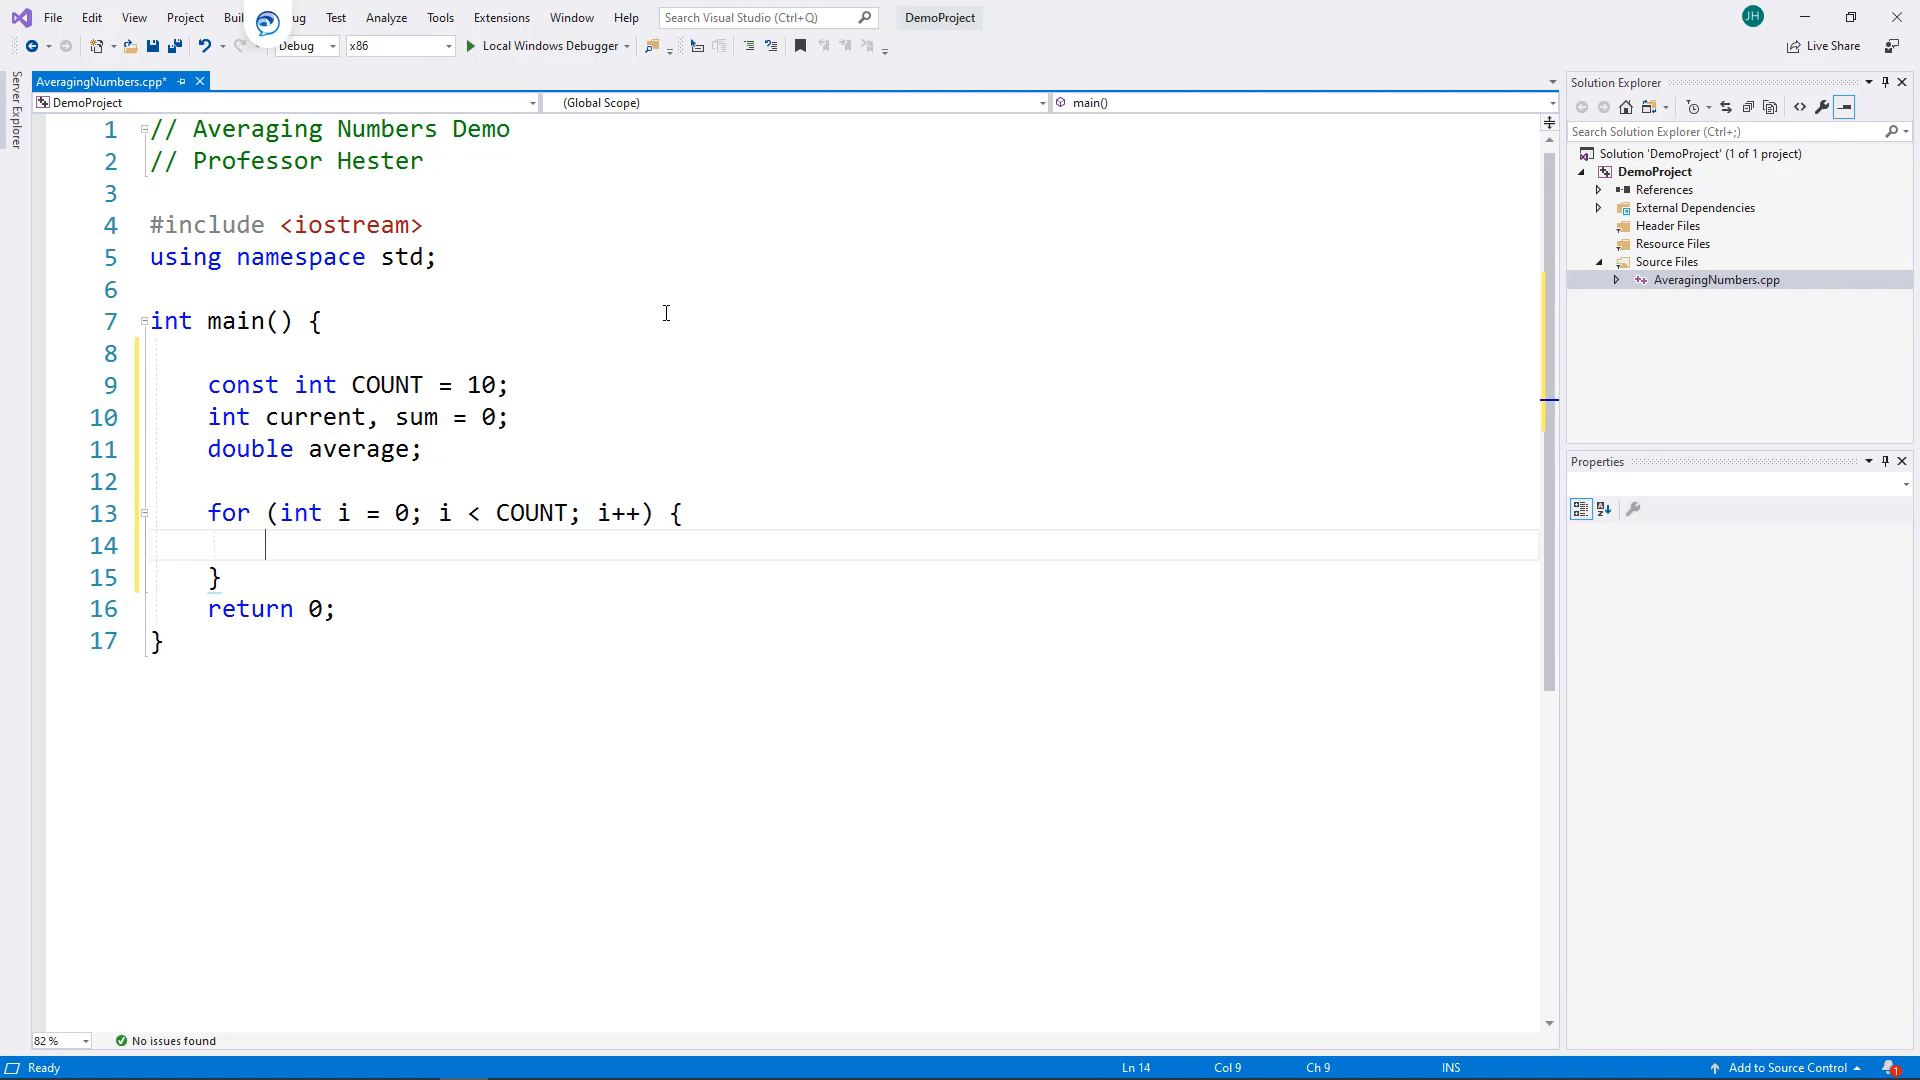 File Edit View Project Buil ug Test Analyze Tools Extensions Window Help Search Visual Studio (Ctrl+Q) DemoProject JH
Debug x86 Local Windows Debugger Live Share
Server Explorer
AveragingNumbers.cpp*
DemoProject (Global Scope) main()
1 // Averaging Numbers Demo
2 // Professor Hester
3
4 #include <iostream>
5 using namespace std;
6
7 int main() {
8
9 const int COUNT = 10;
10 int current, sum = 0;
11 double average;
12
13 for (int i = 0; i < COUNT; i++) {
14
15 }
16 return 0;
17 }
82 % No issues found
Solution Explorer
Search Solution Explorer (Ctrl+;)
Solution 'DemoProject' (1 of 1 project)
DemoProject
References
External Dependencies
Header Files
Resource Files
Source Files
AveragingNumbers.cpp
Properties
Ready Ln 14 Col 9 Ch 9 INS Add to Source Control 1